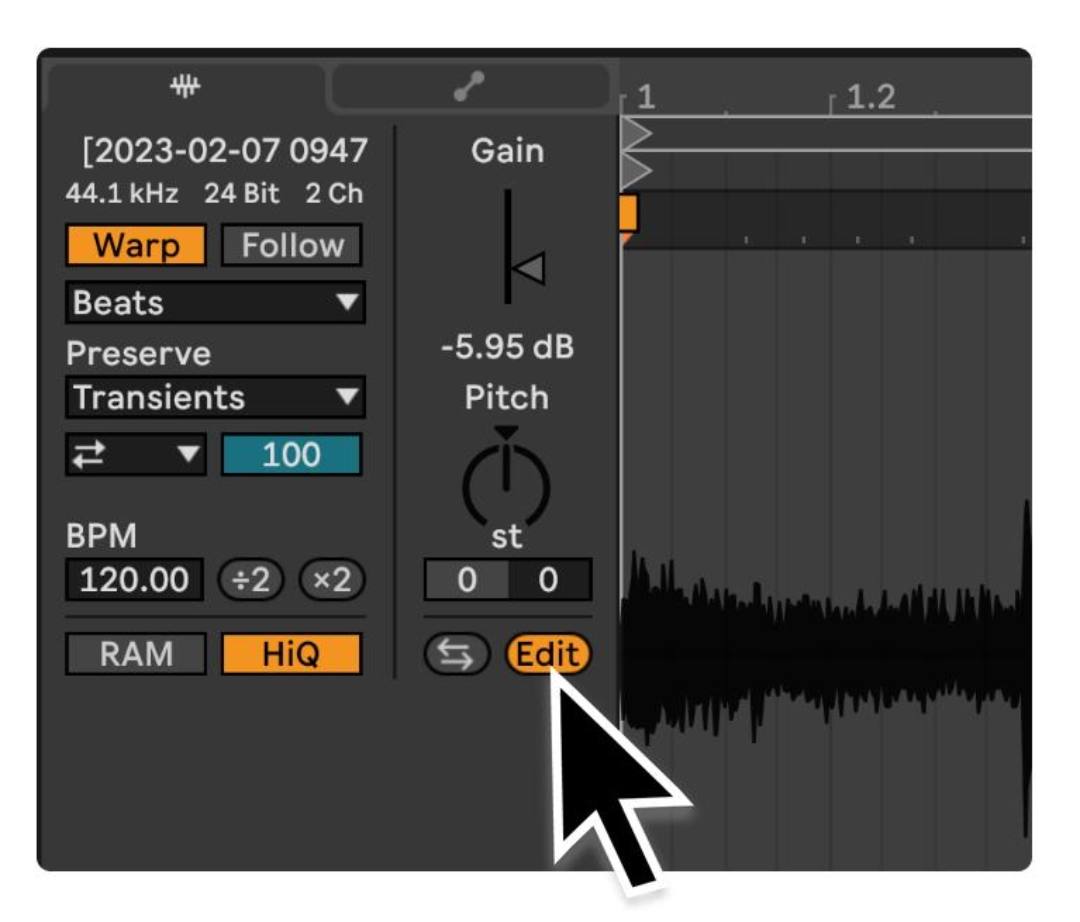 1 1.2
[2023-02-07 0947
44.1 kHz 24 Bit 2 Ch
Warp Follow
Beats
Preserve
Transients
100
BPM
120.00 ÷2 ×2
RAM HiQ
Gain
-5.95 dB
Pitch
st
0 0
Edit